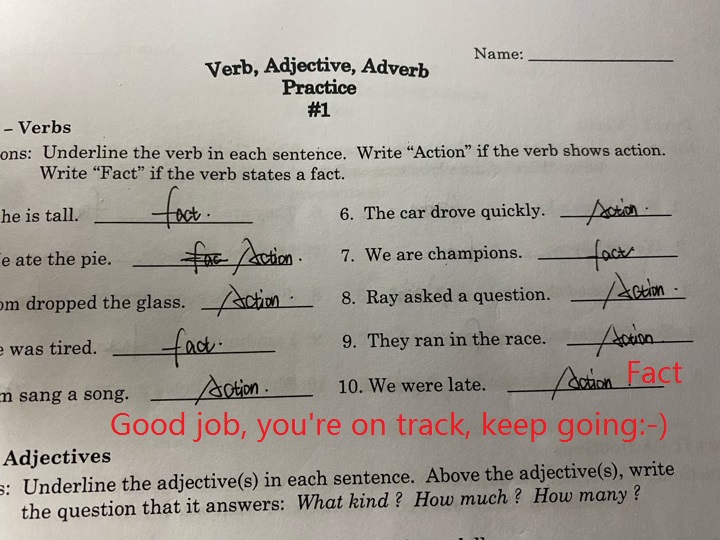 Name:
Verb, Adjective, Adverb
Practice
#1
– Verbs
ons: Underline the verb in each sentence. Write “Action” if the verb shows action.
Write “Fact” if the verb states a fact.
he is tall. fact.
e ate the pie. fac Action.
om dropped the glass. Action.
e was tired. fact.
m sang a song. Action.
6. The car drove quickly. Action.
7. We are champions. fact
8. Ray asked a question. Action.
9. They ran in the race. Action
10. We were late. Action. Fact
Good job, you're on track, keep going:-)
Adjectives
s: Underline the adjective(s) in each sentence. Above the adjective(s), write
the question that it answers: What kind ? How much ? How many ?